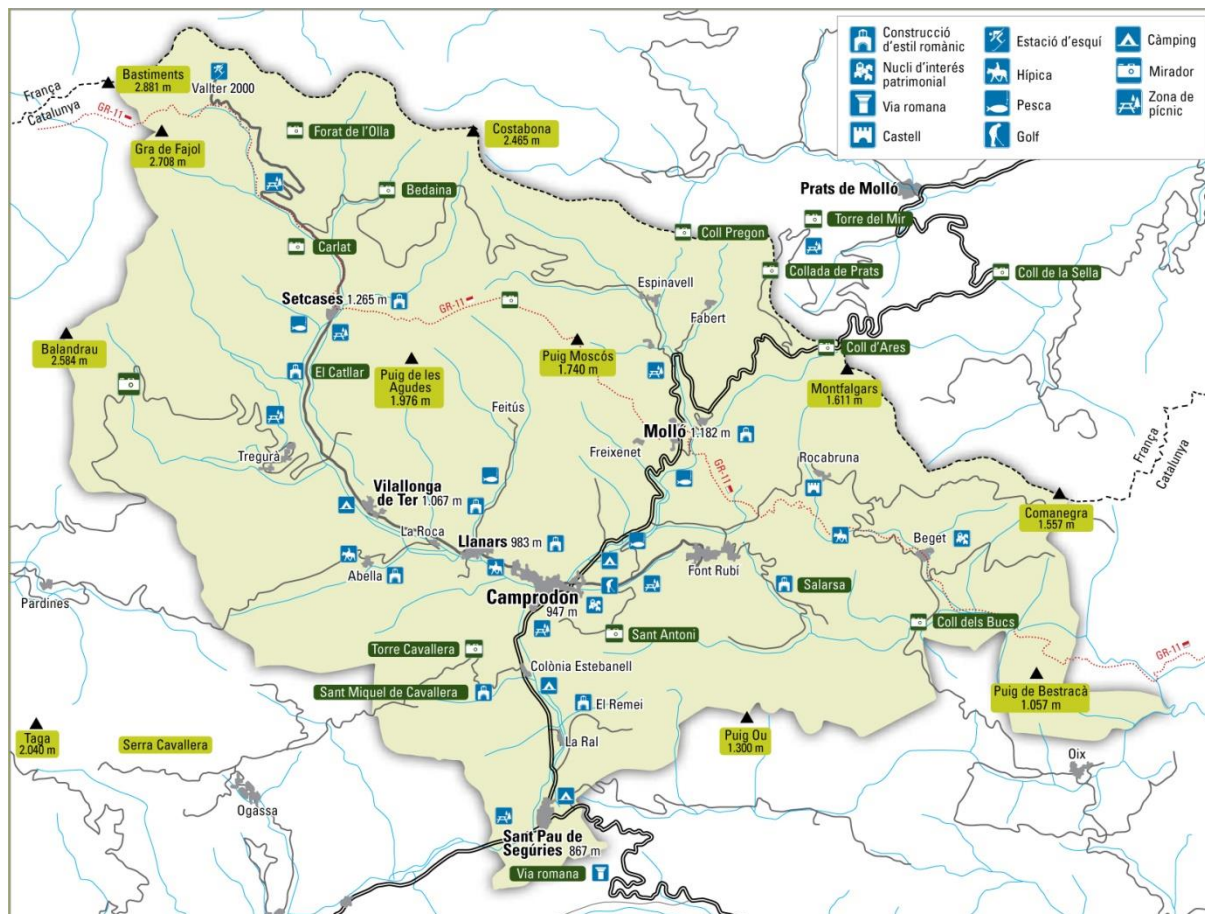 Construcció
d'estil romànic
Nucli d'interés
patrimonial
Via romana
Castell
Estació d'esquí
Hípica
Pesca
Golf
Càmping
Mirador
Zona de
pícnic
França
Catalunya
Bastiments
2.881 m
Vallter 2000
GR-11
Gra de Fajol
2.708 m
Forat de l'Olla
Costabona
2.465 m
Bedaina
Carlat
Prats de Molló
Torre del Mir
Coll Pregon
Collada de Prats
Coll de la Sella
Setcases 1.265 m
GR-11
Espinavell
Fabert
Balandrau
2.584 m
El Catllar
Puig de les
Agudes
1.976 m
Puig Moscós
1.740 m
Coll d'Ares
Montfalgars
1.611 m
Feitús
Tregurà
Molló 1.182 m
Freixenet
GR-11
Rocabruna
França
Catalunya
Vilallonga
de Ter 1.067 m
La Roca
Llanars 983 m
Abella
Font Rubí
Beget
Comanegra
1.557 m
Pardines
Camprodon
947 m
Salarsa
Torre Cavallera
Sant Antoni
Coll dels Bucs
Colònia Estebanell
Sant Miquel de Cavallera
El Remei
GR-11
Puig de Bestracà
1.057 m
Taga
2.040 m
Serra Cavallera
La Ral
Puig Ou
1.300 m
Oix
Ogassa
Sant Pau de
Segúries 867 m
Via romana